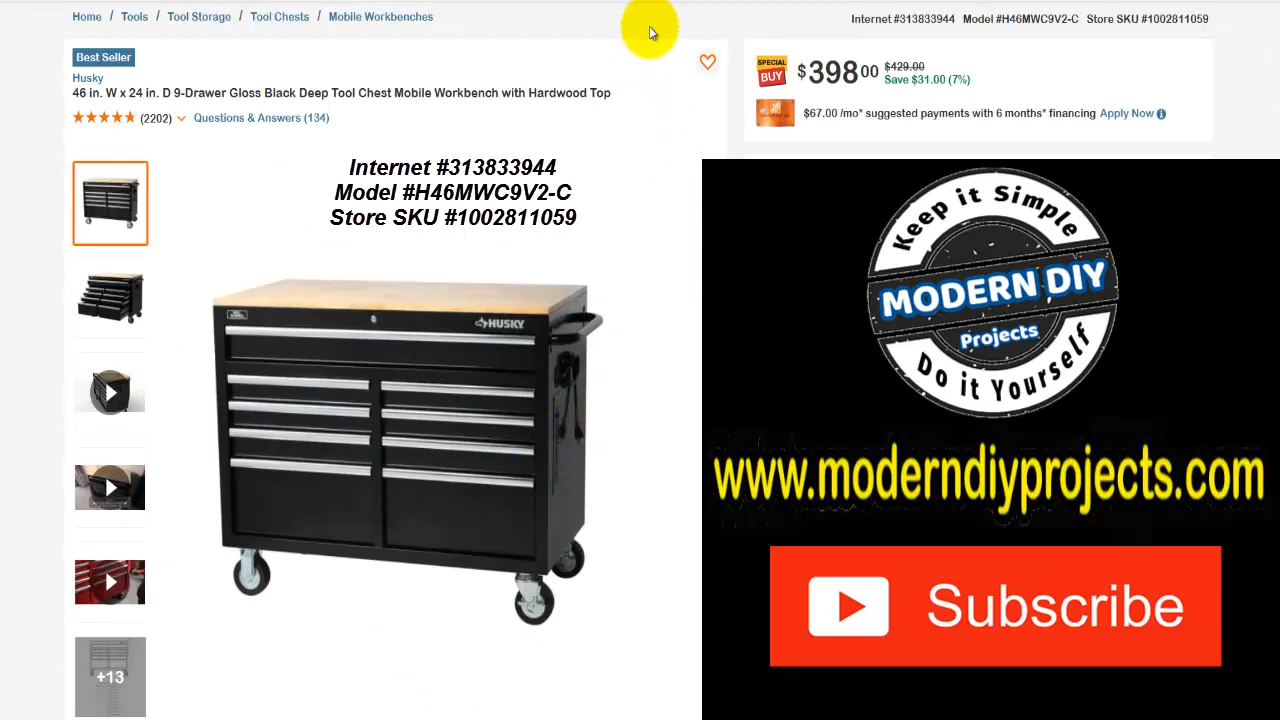 Home / Tools / Tool Storage / Tool Chests / Mobile Workbenches
Internet #313833944 Model #H46MWC9V2-C Store SKU #1002811059
Best Seller
Husky
46 in. W x 24 in. D 9-Drawer Gloss Black Deep Tool Chest Mobile Workbench with Hardwood Top
(2202) Questions & Answers (134)
SPECIAL
BUY
$398 00 $429.00
Save $31.00 (7%)
$67.00 /mo* suggested payments with 6 months* financing Apply Now
Internet #313833944
Model #H46MWC9V2-C
Store SKU #1002811059
HUSKY
+13
Keep it Simple
MODERN DIY
Projects
Do it Yourself
www.moderndiyprojects.com
Subscribe